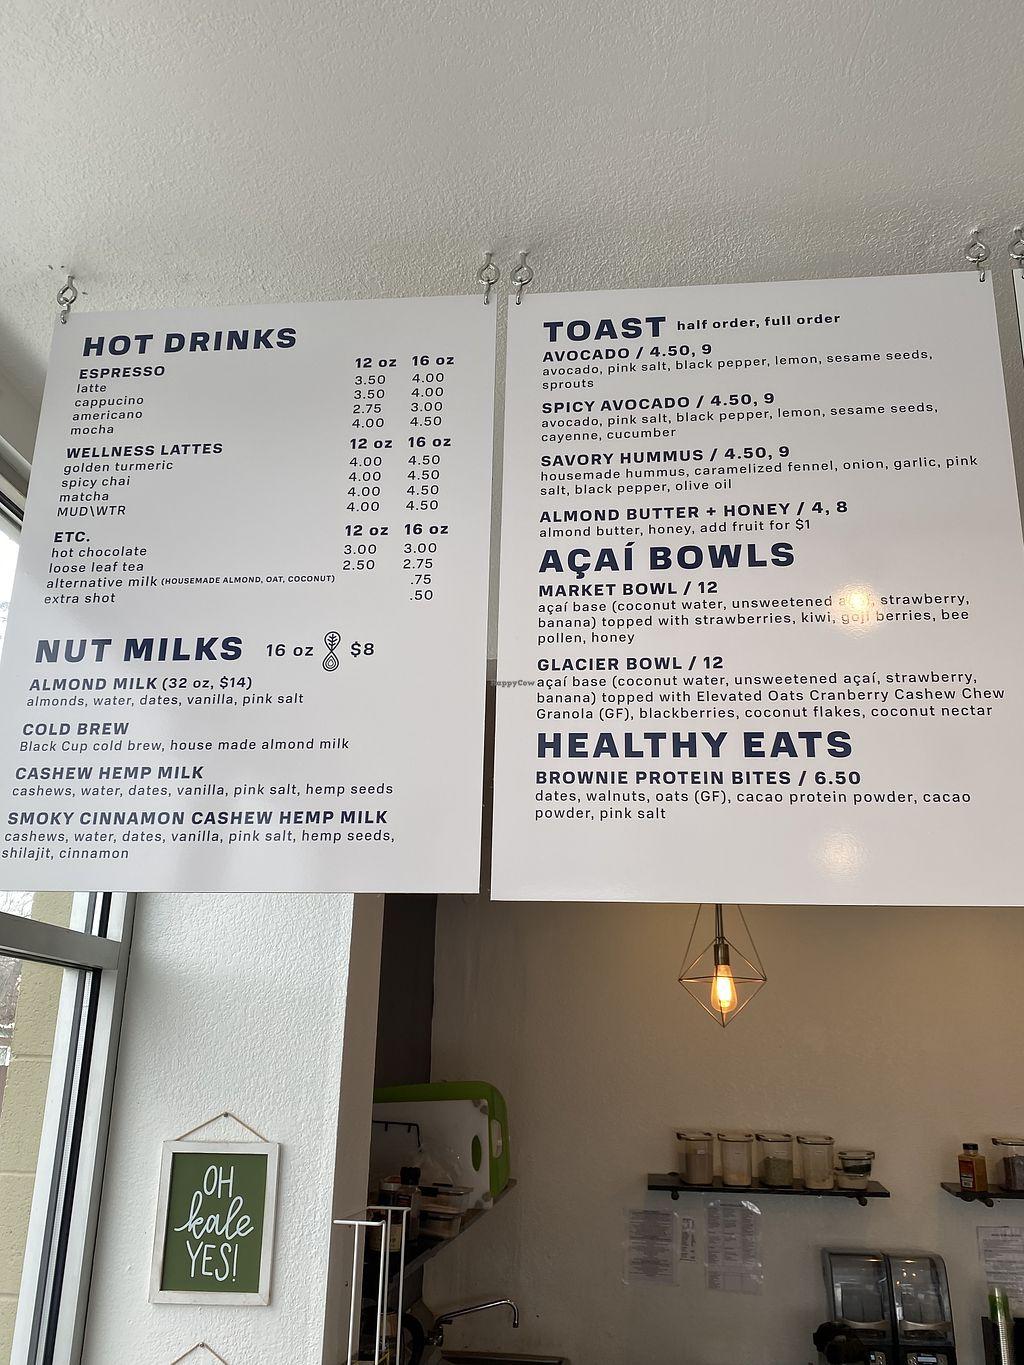 HOT DRINKS
ESPRESSO 12 oz 16 oz
latte 3.50 4.00
cappucino 3.50 4.00
americano 2.75 3.00
mocha 4.00 4.50
WELLNESS LATTES 12 oz 16 oz
golden turmeric 4.00 4.50
spicy chai 4.00 4.50
matcha 4.00 4.50
MUD\WTR 4.00 4.50
ETC. 12 oz 16 oz
hot chocolate 3.00 3.00
loose leaf tea 2.50 2.75
alternative milk (HOUSEMADE ALMOND, OAT, COCONUT) .75
extra shot .50
NUT MILKS 16 oz $8
ALMOND MILK (32 oz, $14)
almonds, water, dates, vanilla, pink salt
COLD BREW
Black Cup cold brew, house made almond milk
CASHEW HEMP MILK
cashews, water, dates, vanilla, pink salt, hemp seeds
SMOKY CINNAMON CASHEW HEMP MILK
cashews, water, dates, vanilla, pink salt, hemp seeds,
shilajit, cinnamon
TOAST half order, full order
AVOCADO / 4.50, 9
avocado, pink salt, black pepper, lemon, sesame seeds,
sprouts
SPICY AVOCADO / 4.50, 9
avocado, pink salt, black pepper, lemon, sesame seeds,
cayenne, cucumber
SAVORY HUMMUS / 4.50, 9
housemade hummus, caramelized fennel, onion, garlic, pink
salt, black pepper, olive oil
ALMOND BUTTER + HONEY / 4, 8
almond butter, honey, add fruit for $1
AÇAÍ BOWLS
MARKET BOWL / 12
açaí base (coconut water, unsweetened açaí, strawberry,
banana) topped with strawberries, kiwi, goji berries, bee
pollen, honey
GLACIER BOWL / 12
açaí base (coconut water, unsweetened açaí, strawberry,
banana) topped with Elevated Oats Cranberry Cashew Chew
Granola (GF), blackberries, coconut flakes, coconut nectar
HEALTHY EATS
BROWNIE PROTEIN BITES / 6.50
dates, walnuts, oats (GF), cacao protein powder, cacao
powder, pink salt
HappyCow
OH
kale
YES!